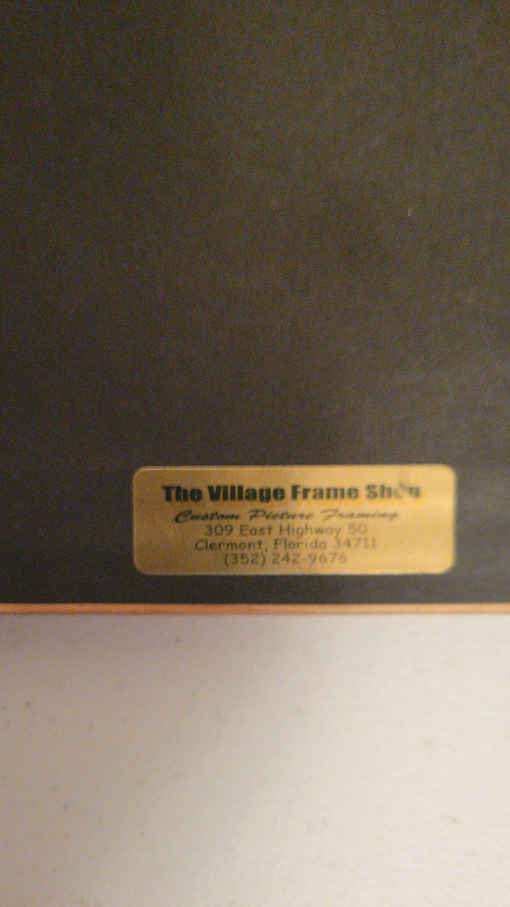 The Village Frame Shop
Custom Picture Framing
309 East Highway 50
Clermont, Florida 34711
(352) 242-9676